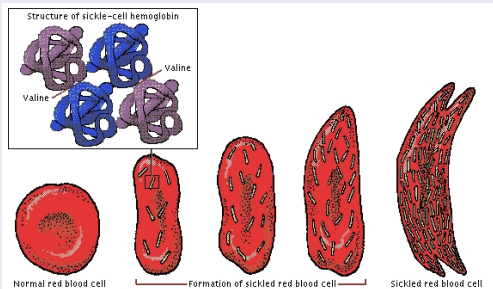 Structure of sickle-cell hemoglobin
Valine
Valine
Normal red blood cell
Formation of sickled red blood cell
Sickled red blood cell